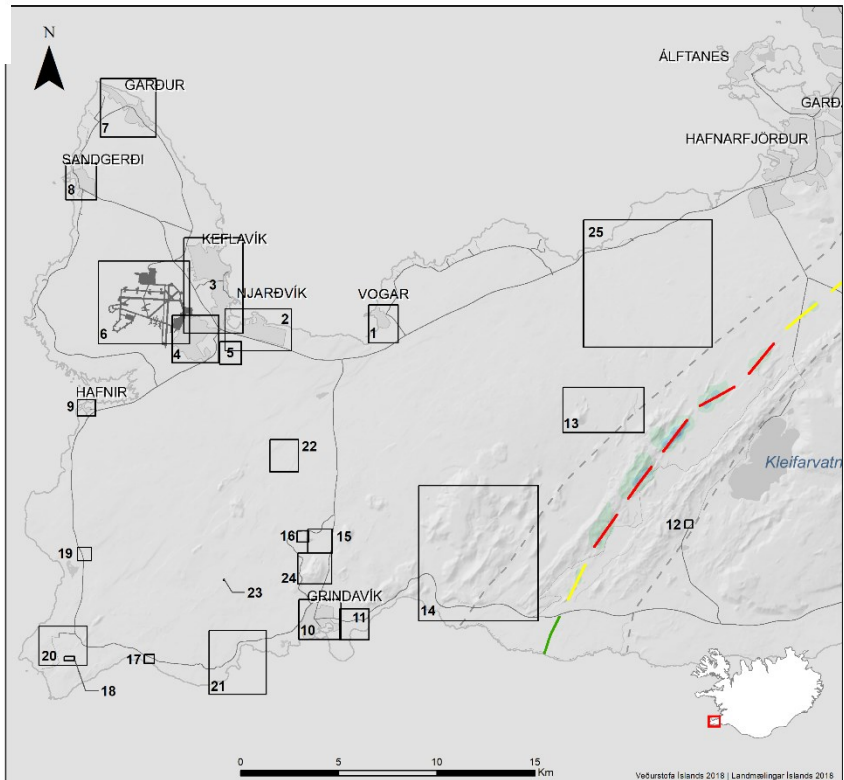 N
ÁLFTANES
GARÐUR
GARÐ.
7
HAFNARFJÖRÐUR
SANDGERÐI
8
25
KEFLAVÍK
3
NJARÐVÍK
VOGAR
2
1
6
4
5
HAFNIR
9
13
22
Kleifarvatn
12
16
15
19
24
23
GRINDAVÍK
14
11
10
20
17
18
21
0
5
10
15
Km
Veðurstofa Íslands 2018 | Landmælingar Íslands 2018